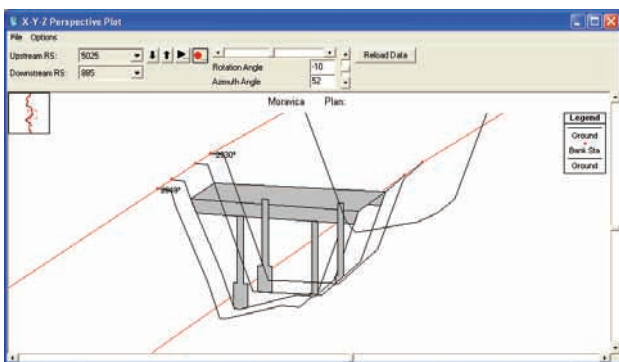 X-Y-Z Perspective Plot
File Options
Upstream RS: 5025
Downstream RS: 885
Rotation Angle -10
Azimuth Angle 52
Reload Data
Moravica Plan:
Legend
Ground
Bank Sta
Ground
2930*
2949*